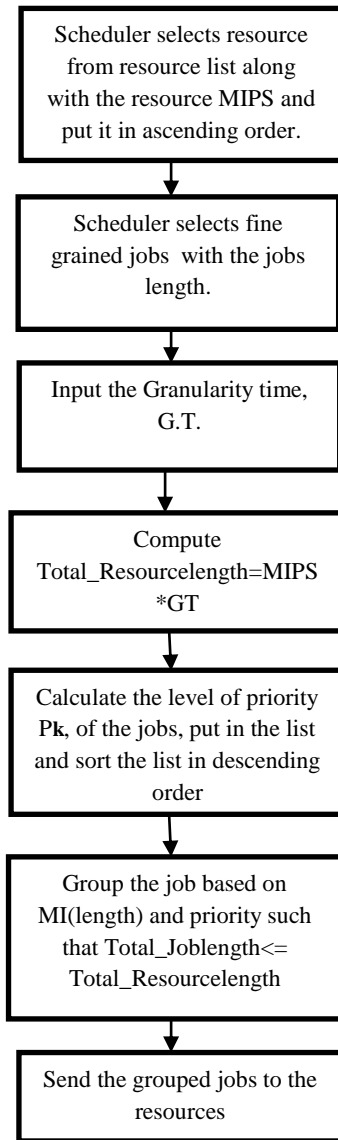 Scheduler selects resource
from resource list along
with the resource MIPS and
put it in ascending order.
Scheduler selects fine
grained jobs with the jobs
length.
Input the Granularity time,
G.T.
Compute
Total_Resourcelength=MIPS
*GT
Calculate the level of priority
Pk, of the jobs, put in the list
and sort the list in descending
order
Group the job based on
MI(length) and priority such
that Total_Joblength<=
Total_Resourcelength
Send the grouped jobs to the
resources